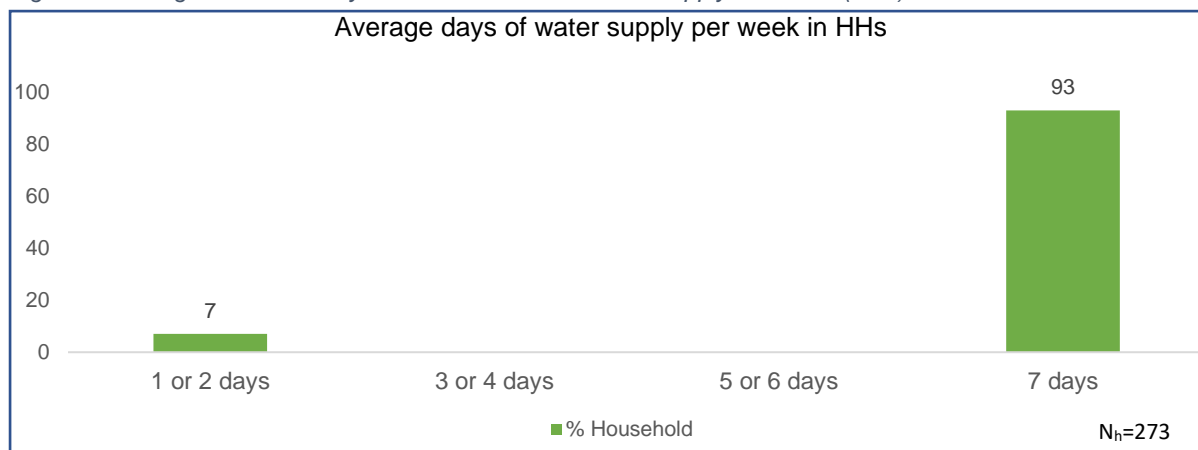 Average days of water supply per week in HHs
100
80
60
40
20
0
7
93
1 or 2 days
3 or 4 days
5 or 6 days
7 days
% Household
Nh=273